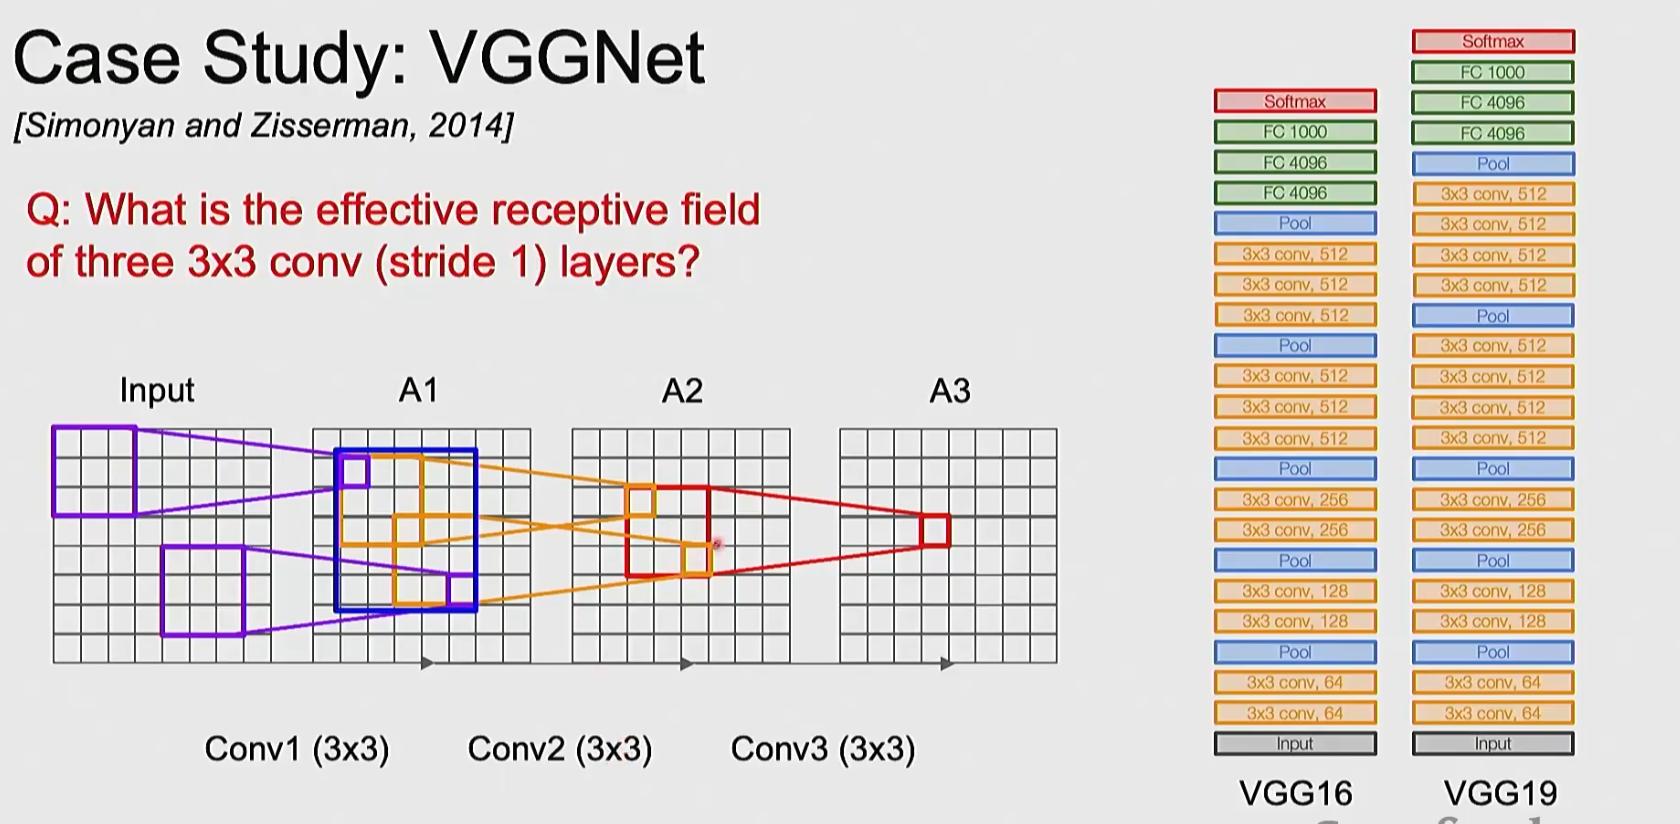 Case Study: VGGNet
[Simonyan and Zisserman, 2014]
Q: What is the effective receptive field
of three 3x3 conv (stride 1) layers?
Input
A1
A2
A3
Conv1 (3x3)
Conv2 (3x3)
Conv3 (3x3)
Softmax
FC 1000
FC 4096
FC 4096
Pool
3x3 conv, 512
3x3 conv, 512
3x3 conv, 512
Pool
3x3 conv, 512
3x3 conv, 512
3x3 conv, 512
Pool
3x3 conv, 256
3x3 conv, 256
Pool
3x3 conv, 128
3x3 conv, 128
Pool
3x3 conv, 64
3x3 conv, 64
Input
VGG16
Softmax
FC 1000
FC 4096
FC 4096
Pool
3x3 conv, 512
3x3 conv, 512
3x3 conv, 512
3x3 conv, 512
Pool
3x3 conv, 512
3x3 conv, 512
3x3 conv, 512
3x3 conv, 512
Pool
3x3 conv, 256
3x3 conv, 256
Pool
3x3 conv, 128
3x3 conv, 128
Pool
3x3 conv, 64
3x3 conv, 64
Input
VGG19